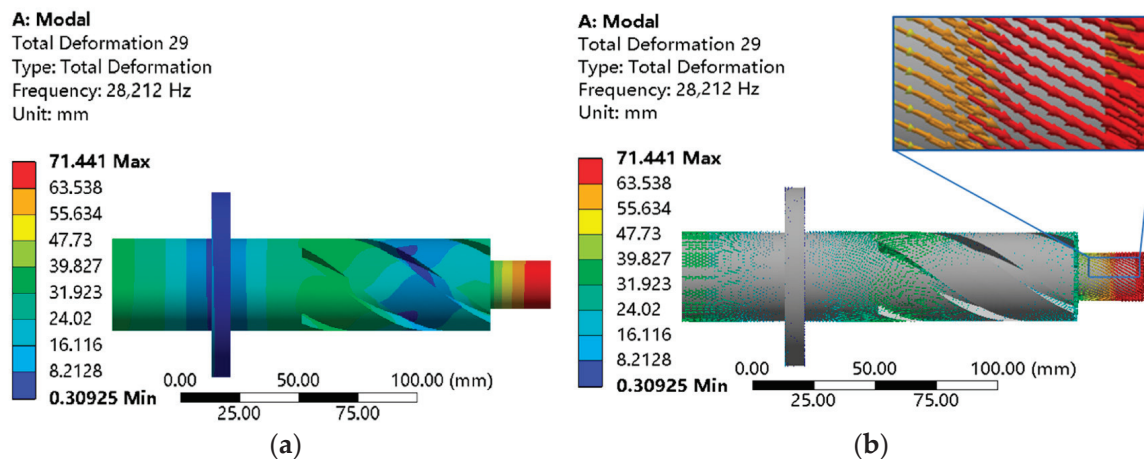 A: Modal
Total Deformation 29
Type: Total Deformation
Frequency: 28,212 Hz
Unit: mm
71.441 Max
63.538
55.634
47.73
39.827
31.923
24.02
16.116
8.2128
0.30925 Min
0.00 50.00 100.00 (mm)
25.00 75.00
(a)
A: Modal
Total Deformation 29
Type: Total Deformation
Frequency: 28,212 Hz
Unit: mm
71.441 Max
63.538
55.634
47.73
39.827
31.923
24.02
16.116
8.2128
0.30925 Min
0.00 50.00 100.00 (mm)
25.00 75.00
(b)